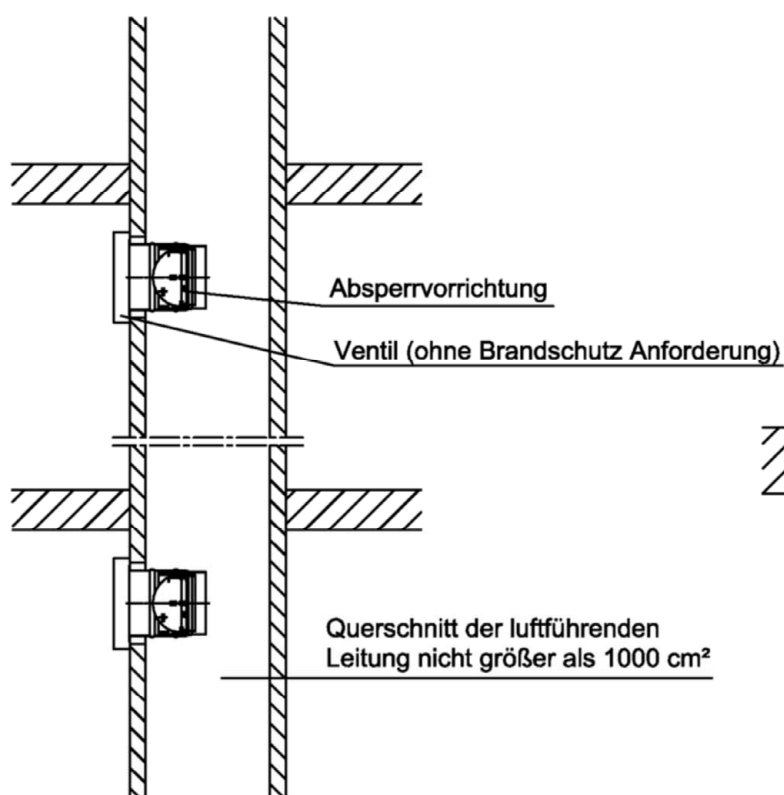 Absperrvorrichtung
Ventil (ohne Brandschutz Anforderung)
Querschnitt der luftführenden
Leitung nicht größer als 1000 cm²